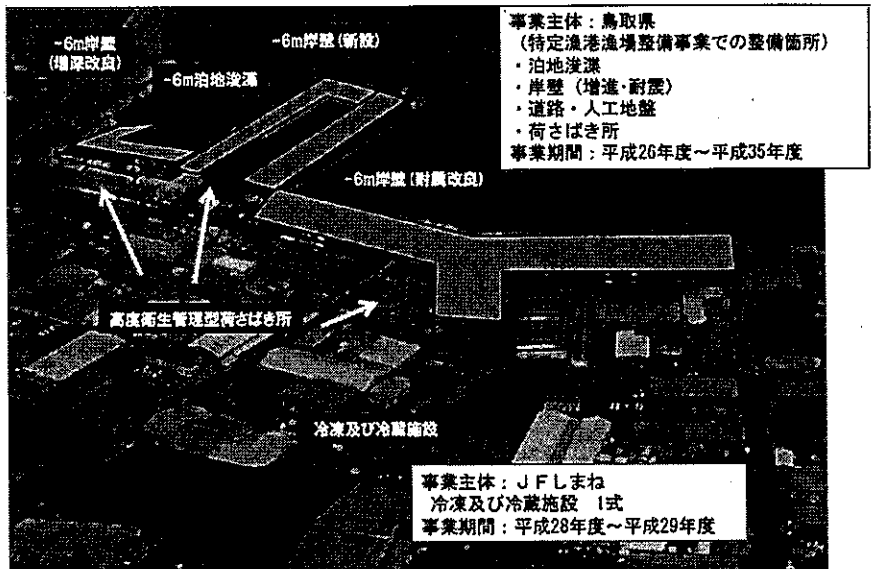 事業主体：鳥取県
(特定漁港漁場整備事業での整備箇所)
・泊地浚渫
・岸壁（増進・耐震）
・道路・人工地盤
・荷さばき所
事業期間：平成26年度～平成35年度
-6m岸壁
(増深改良)
-6m岸壁(新設)
-6m泊地浚渫
-6m岸壁(耐震改良)
高度衛生管理型荷さばき所
冷凍及び冷蔵施設
事業主体：ＪＦしまね
冷凍及び冷蔵施設　1式
事業期間：平成28年度～平成29年度